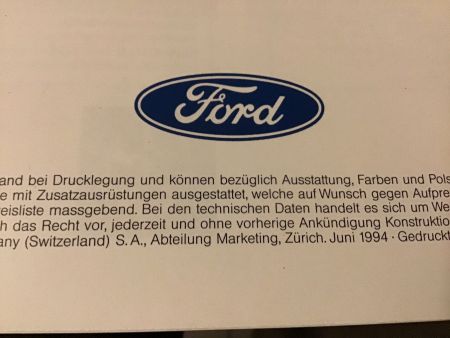 Ford
and bei Drucklegung und können bezüglich Ausstattung, Farben und Pols
e mit Zusatzausrüstungen ausgestattet, welche auf Wunsch gegen Aufpre
eisliste massgebend. Bei den technischen Daten handelt es sich um We
h das Recht vor, jederzeit und ohne vorherige Ankündigung Konstruktio
any (Switzerland) S.A., Abteilung Marketing, Zürich. Juni 1994 · Gedruckt